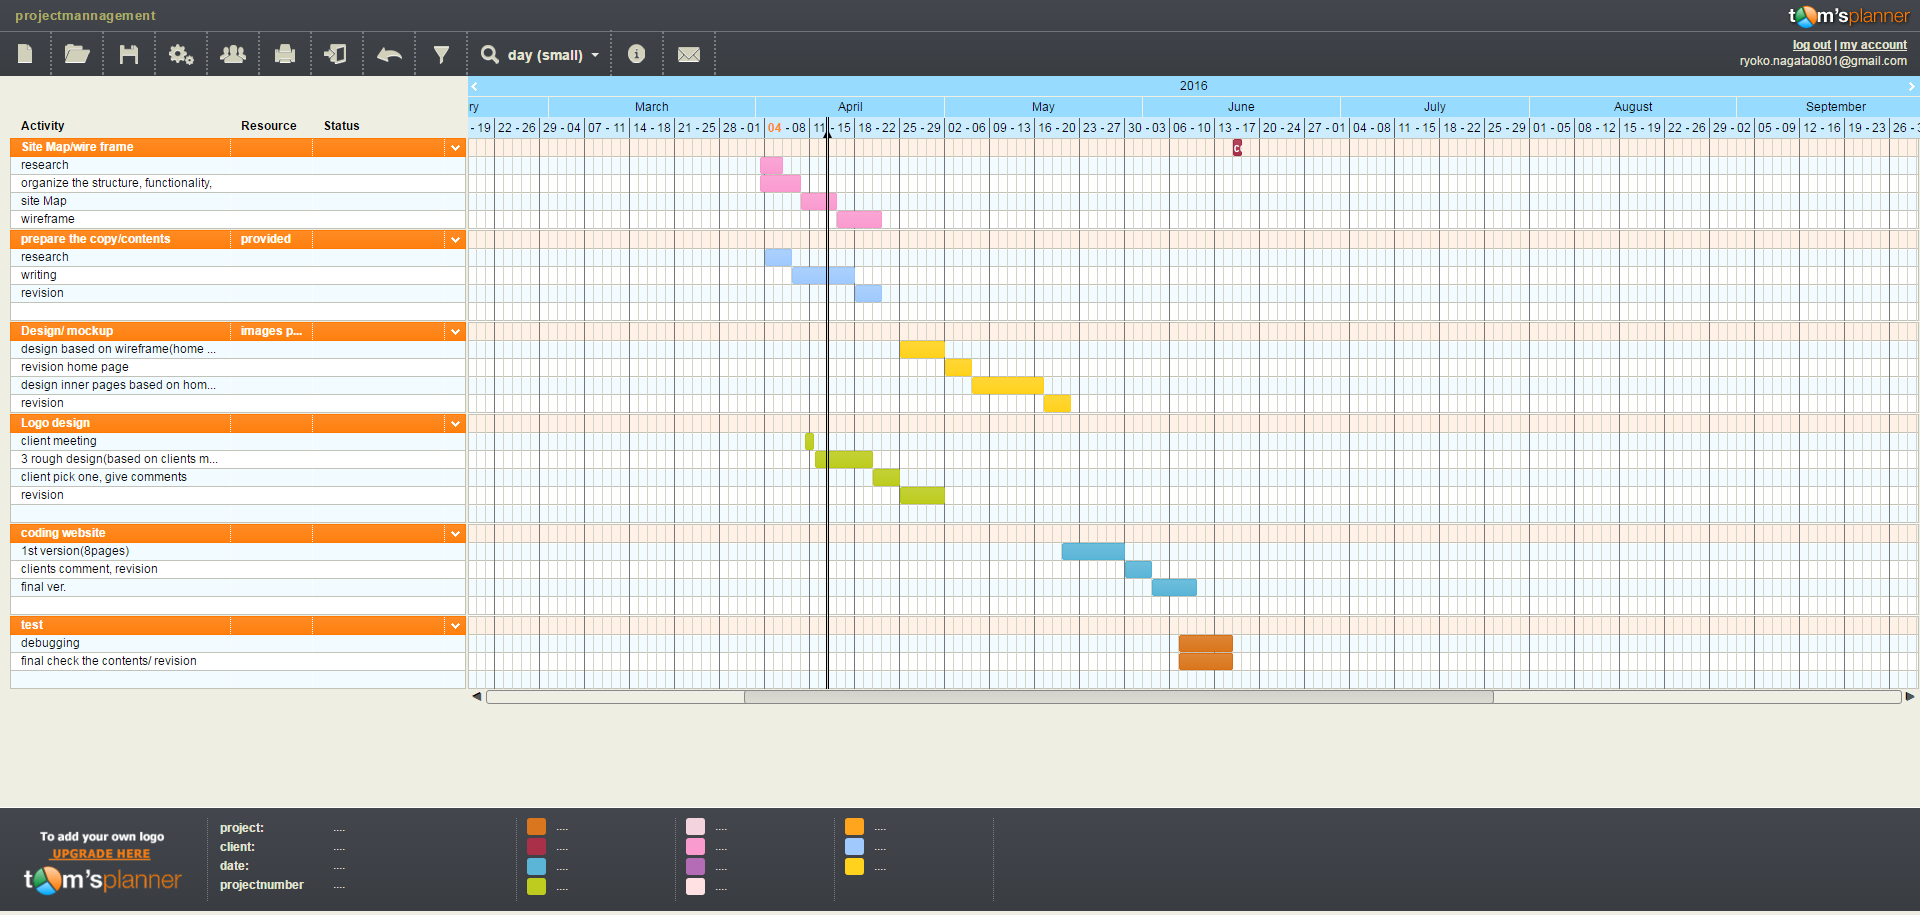 projectmannagement
tom'splanner
day (small)
log out | my account
ryoko.nagata0801@gmail.com
2016
ry March April May June July August September
Activity Resource Status
- 19 22 - 26 29 - 04 07 - 11 14 - 18 21 - 25 28 - 01 04 - 08 11 - 15 18 - 22 25 - 29 02 - 06 09 - 13 16 - 20 23 - 27 30 - 03 06 - 10 13 - 17 20 - 24 27 - 01 04 - 08 11 - 15 18 - 22 25 - 29 01 - 05 08 - 12 15 - 19 22 - 26 29 - 02 05 - 09 12 - 16 19 - 23 26 -
Site Map/wire frame
research
organize the structure, functionality,
site Map
wireframe
prepare the copy/contents provided
research
writing
revision
Design/ mockup images p...
design based on wireframe(home ...
revision home page
design inner pages based on hom...
revision
Logo design
client meeting
3 rough design(based on clients m...
client pick one, give comments
revision
coding website
1st version(8pages)
clients comment, revision
final ver.
test
debugging
final check the contents/ revision
To add your own logo
UPGRADE HERE
tom'splanner
project: ....
client: ....
date: ....
projectnumber ....
.... .... ....
.... .... ....
.... .... ....
.... ....